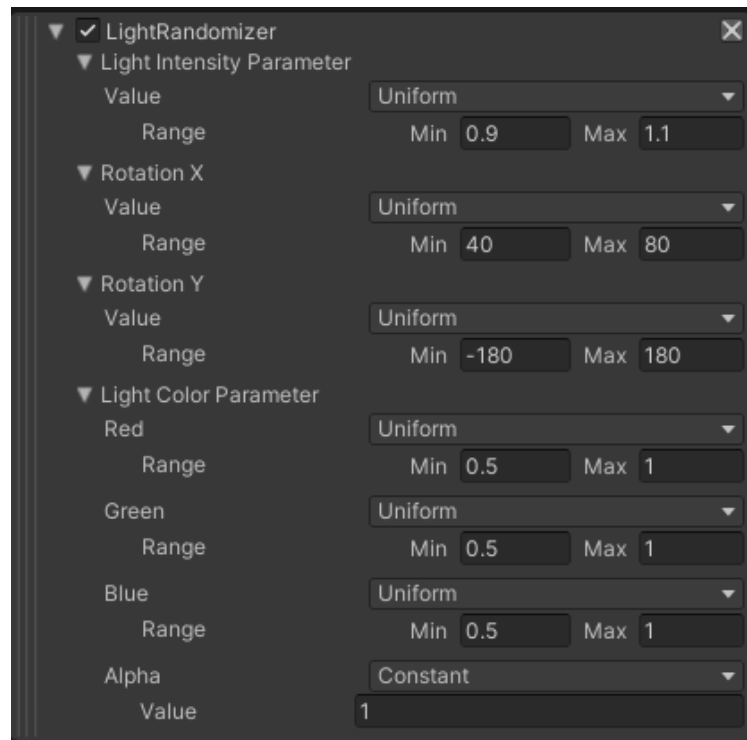 LightRandomizer
Light Intensity Parameter
Value Uniform
Range Min 0.9 Max 1.1
Rotation X
Value Uniform
Range Min 40 Max 80
Rotation Y
Value Uniform
Range Min -180 Max 180
Light Color Parameter
Red Uniform
Range Min 0.5 Max 1
Green Uniform
Range Min 0.5 Max 1
Blue Uniform
Range Min 0.5 Max 1
Alpha Constant
Value 1